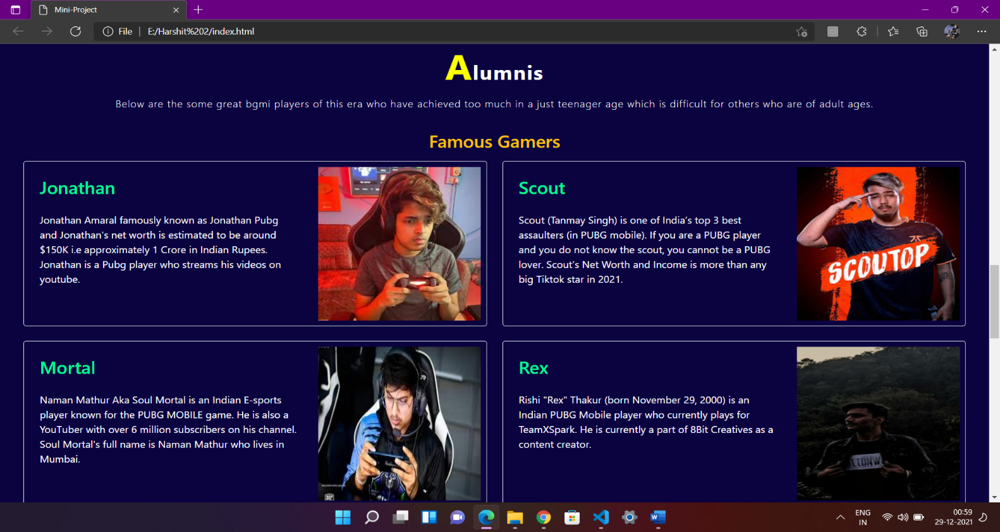 Mini-Project
File
E:/Harshit%202/index.html
Alumnis
Below are the some great bgmi players of this era who have achieved too much in a just teenager age which is difficult for others who are of adult ages.
Famous Gamers
Jonathan
Jonathan Amaral famously known as Jonathan Pubg
and Jonathan's net worth is estimated to be around
$150K i.e approximately 1 Crore in Indian Rupees.
Jonathan is a Pubg player who streams his videos on
youtube.
Scout
Scout (Tanmay Singh) is one of India’s top 3 best
assaulters (in PUBG mobile). If you are a PUBG player
and you do not know the scout, you cannot be a PUBG
lover. Scout’s Net Worth and Income is more than any
big Tiktok star in 2021.
SCOUTOP
Mortal
Naman Mathur Aka Soul Mortal is an Indian E-sports
player known for the PUBG MOBILE game. He is also a
YouTuber with over 6 million subscribers on his channel.
Soul Mortal's full name is Naman Mathur who lives in
Mumbai.
Rex
Rishi "Rex" Thakur (born November 29, 2000) is an
Indian PUBG Mobile player who currently plays for
TeamXSpark. He is currently a part of 8Bit Creatives as a
content creator.
ENG
IN
00:59
29-12-2021